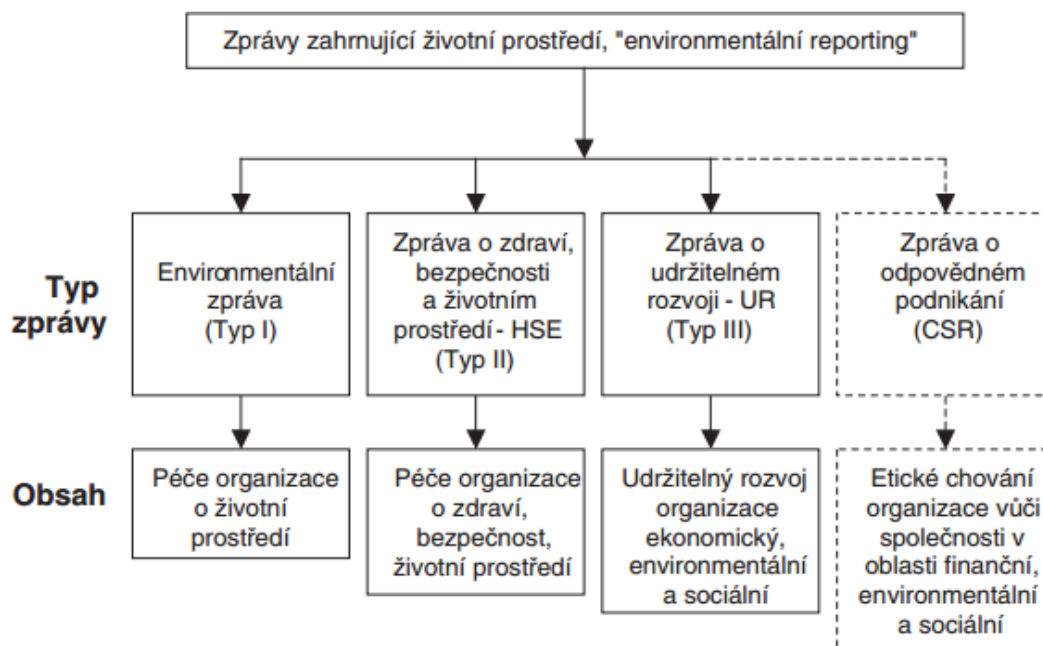 Zprávy zahrnující životní prostředí, "environmentální reporting"
Typ
zprávy
Environmentální
zpráva
(Typ I)
Zpráva o zdraví,
bezpečnosti
a životním
prostředí - HSE
(Typ II)
Zpráva o
udržitelném
rozvoji - UR
(Typ III)
Zpráva o
odpovědném
podnikání
(CSR)
Obsah
Péče organizace
o životní
prostředí
Péče organizace
o zdraví,
bezpečnost,
životní prostředí
Udržitelný rozvoj
organizace
ekonomický,
environmentální
a sociální
Etické chování
organizace vůči
společnosti v
oblasti finanční,
environmentální
a sociální